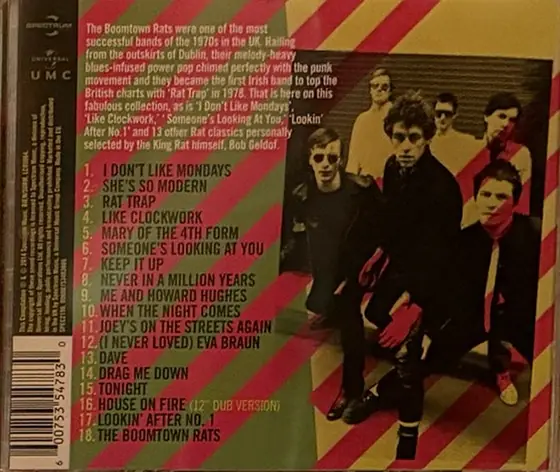 SPECTRUM
UNIVERSAL
UMC
The Boomtown Rats were one of the most
successful bands of the 1970s in the UK. Railing
from the outskirts of Dublin, their melody-heavy
blues-infused power pop chimed perfectly with the punk
movement and they became the first Irish band to top the
British charts with 'Rat Trap' in 1978. That is here on this
fabulous collection, as is 'I Don't Like Mondays',
'Like Clockwork,' ' Someone's Looking At You,' 'Lookin'
After No.1' and 13 other Rat classics personally
selected by the King Rat himself, Bob Geldof.
1. I DON'T LIKE MONDAYS
2. SHE'S SO MODERN
3. RAT TRAP
4. LIKE CLOCKWORK
5. MARY OF THE 4TH FORM
6. SOMEONE'S LOOKING AT YOU
7. KEEP IT UP
8. NEVER IN A MILLION YEARS
9. ME AND HOWARD HUGHES
10. WHEN THE NIGHT COMES
11. JOEY'S ON THE STREETS AGAIN
12. (I NEVER LOVED) EVA BRAUN
13. DAVE
14. DRAG ME DOWN
15. TONIGHT
16. HOUSE ON FIRE (12" DUB VERSION)
17. LOOKIN' AFTER NO. 1
18. THE BOOMTOWN RATS
6 00753 54783 0